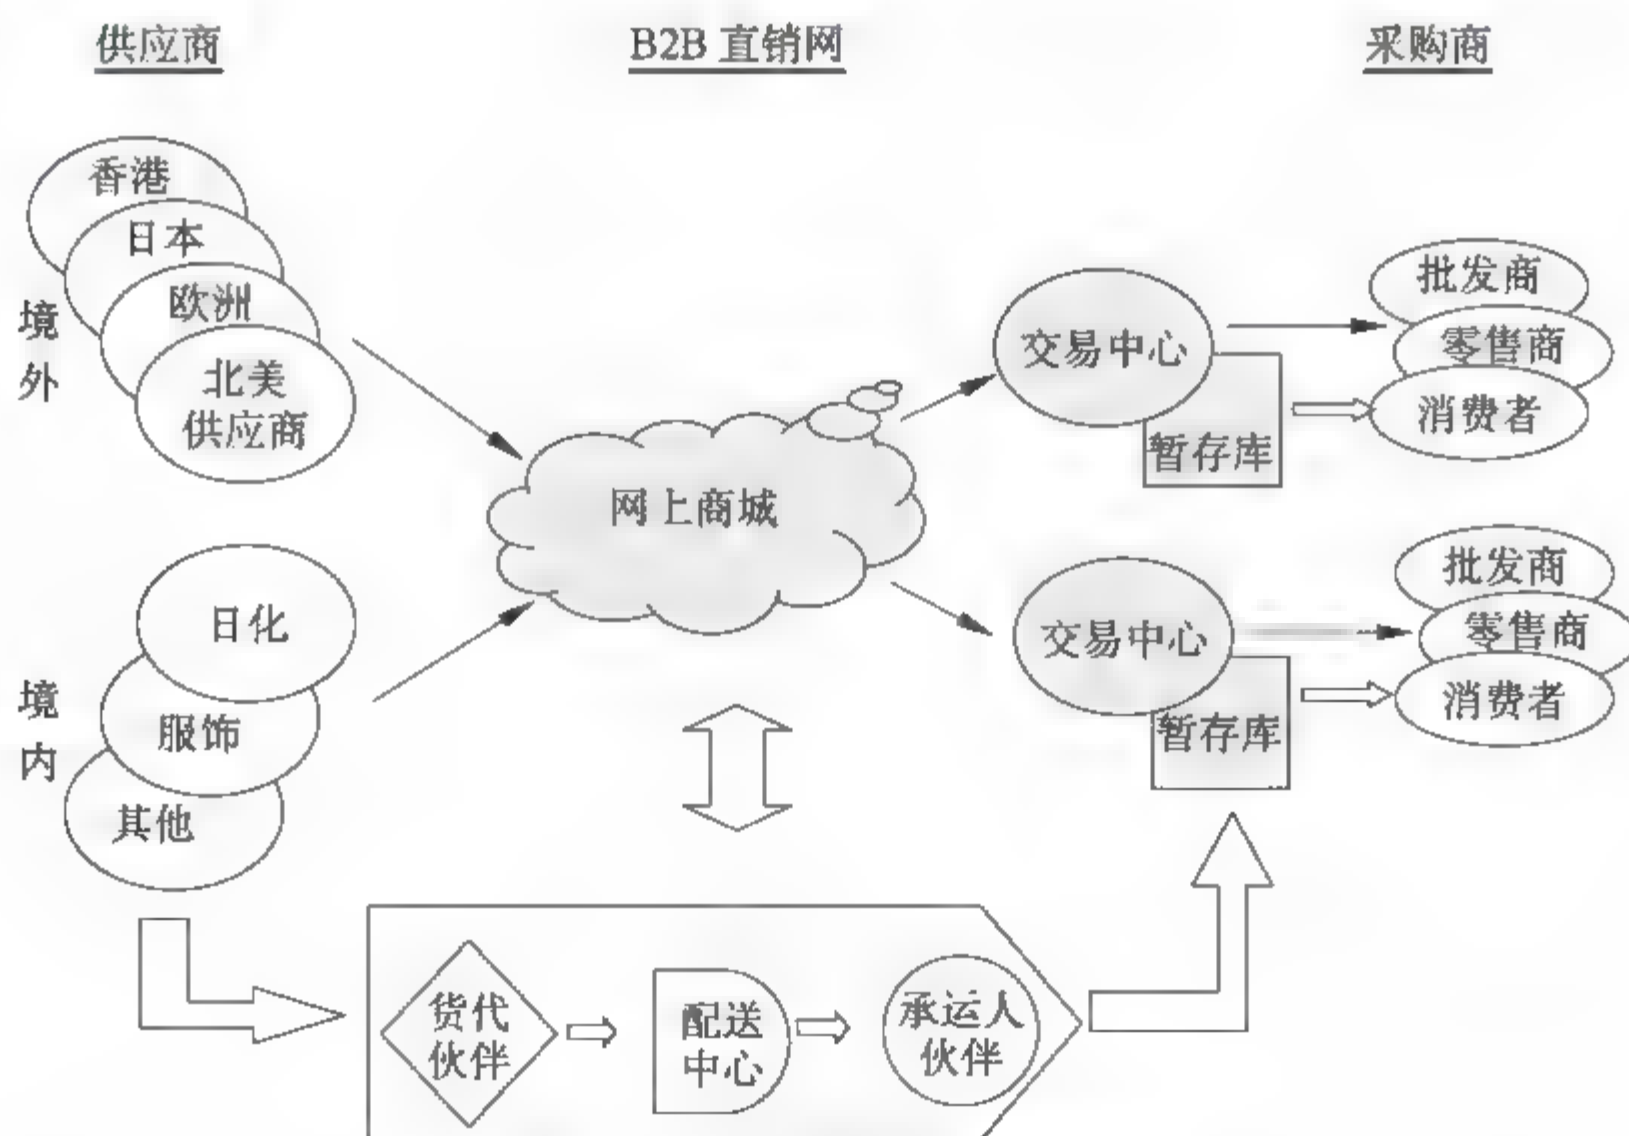 供应商
B2B 直销网
采购商
香港
日本
欧洲
北美
供应商
境
外
网上商城
交易中心
暂存库
批发商
零售商
消费者
境
内
日化
服饰
其他
交易中心
暂存库
批发商
零售商
消费者
货代
伙伴
配送
中心
承运人
伙伴